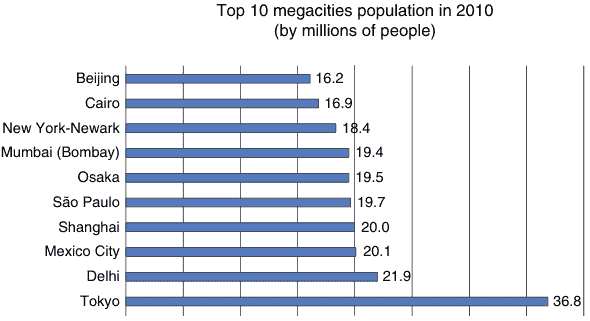 Top 10 megacities population in 2010
(by millions of people)
Beijing 16.2
Cairo 16.9
New York-Newark 18.4
Mumbai (Bombay) 19.4
Osaka 19.5
São Paulo 19.7
Shanghai 20.0
Mexico City 20.1
Delhi 21.9
Tokyo 36.8